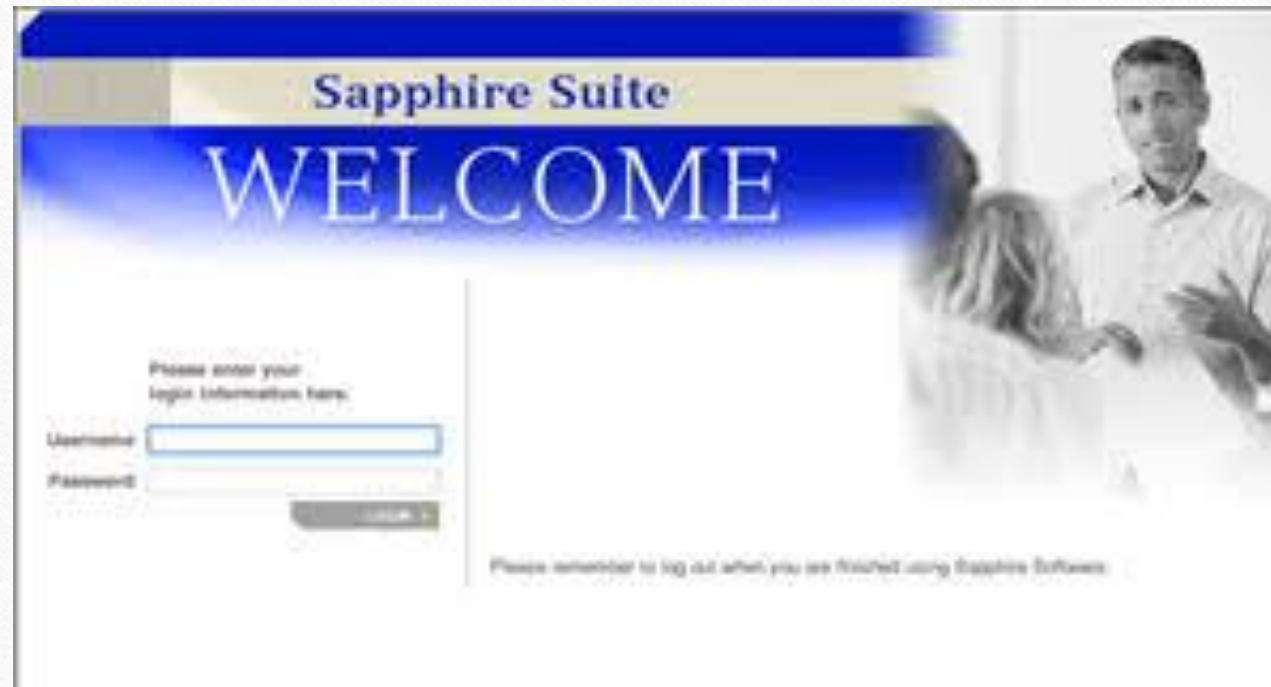 Sapphire Suite
WELCOME
Please enter your
login information here.
Username
Password
LOGIN
Please remember to log out when you are finished using Sapphire Software.